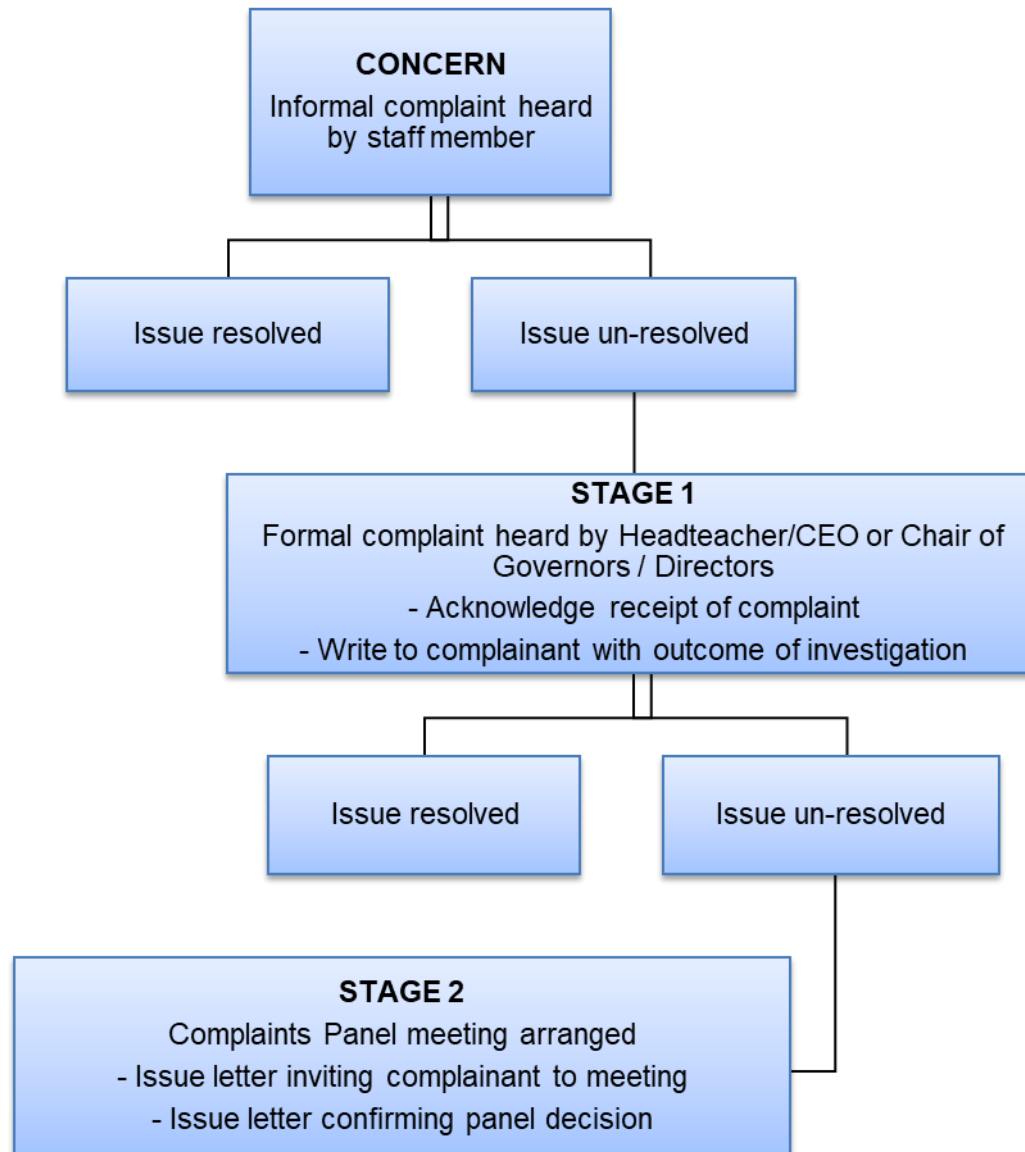 CONCERN
Informal complaint heard
by staff member
Issue resolved
Issue un-resolved
STAGE 1
Formal complaint heard by Headteacher/CEO or Chair of
Governors / Directors
- Acknowledge receipt of complaint
- Write to complainant with outcome of investigation
Issue resolved
Issue un-resolved
STAGE 2
Complaints Panel meeting arranged
- Issue letter inviting complainant to meeting
- Issue letter confirming panel decision